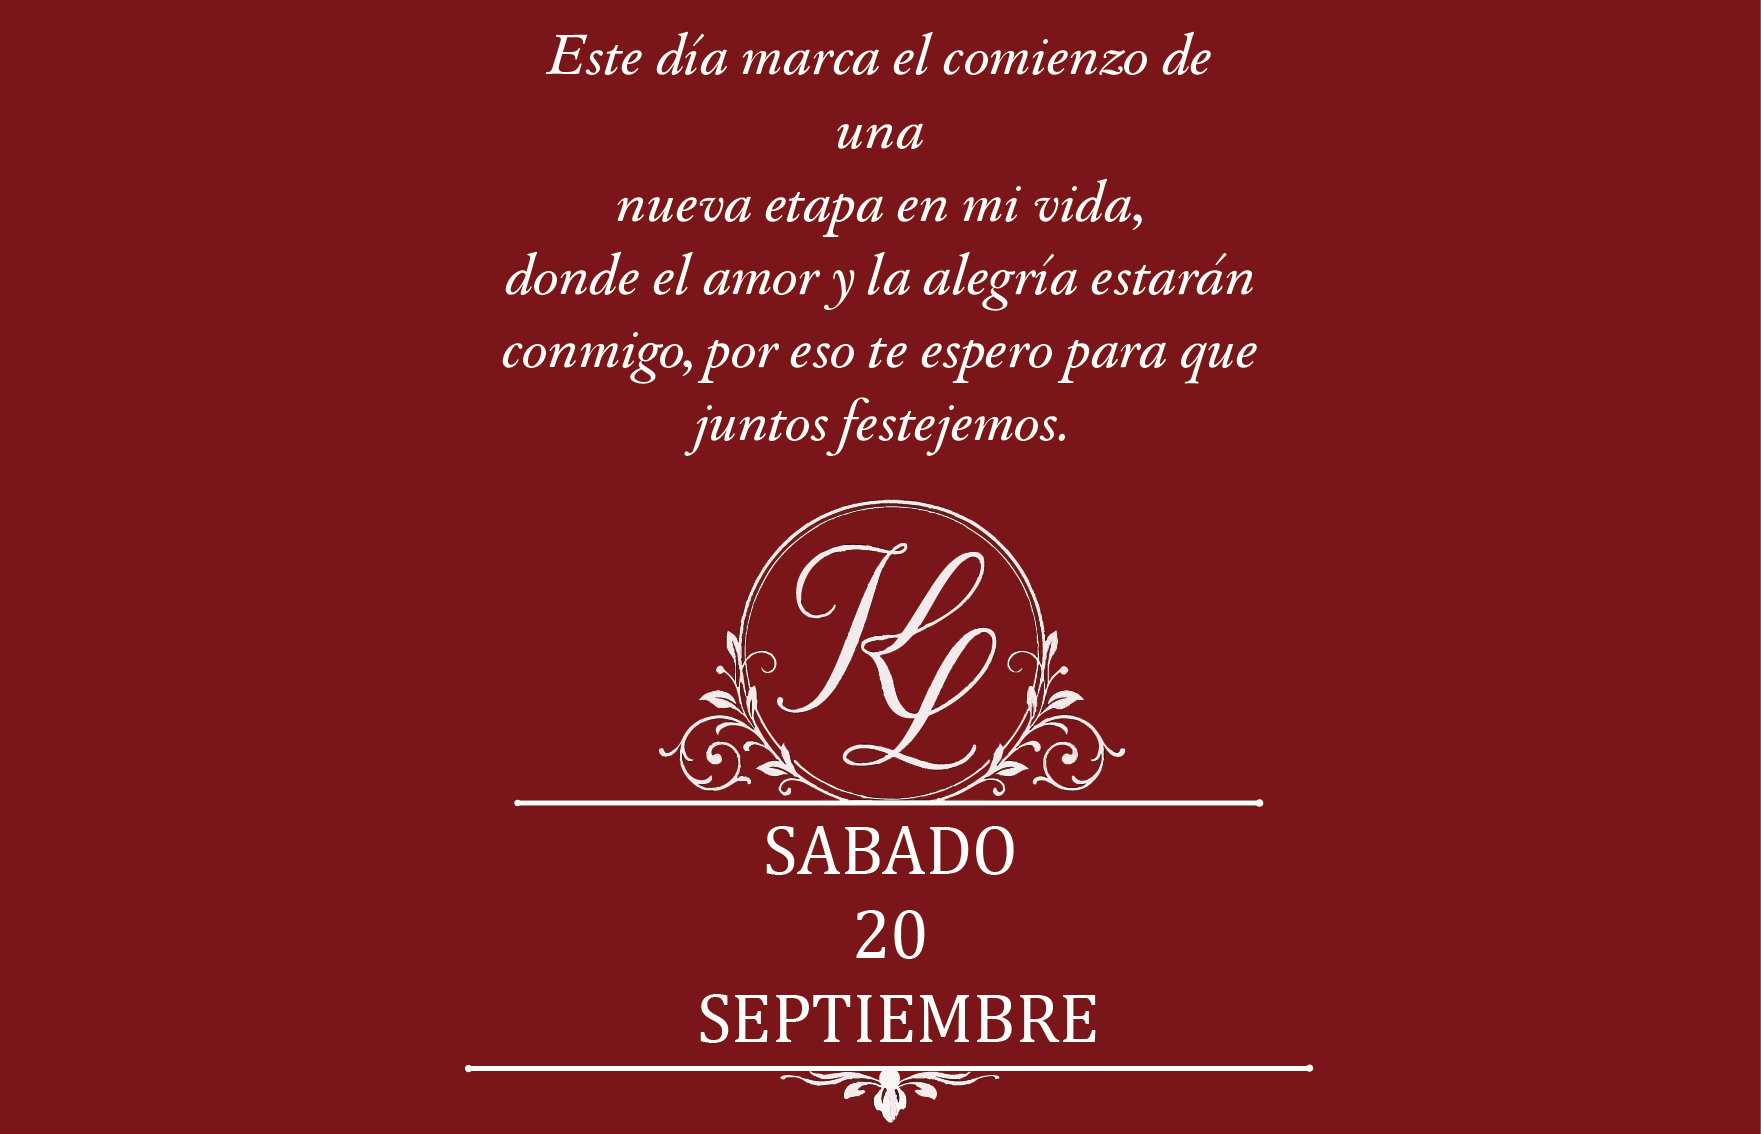 Este día marca el comienzo de
una
nueva etapa en mi vida,
donde el amor y la alegría estarán
conmigo, por eso te espero para que
juntos festejemos.
KL
SABADO
20
SEPTIEMBRE